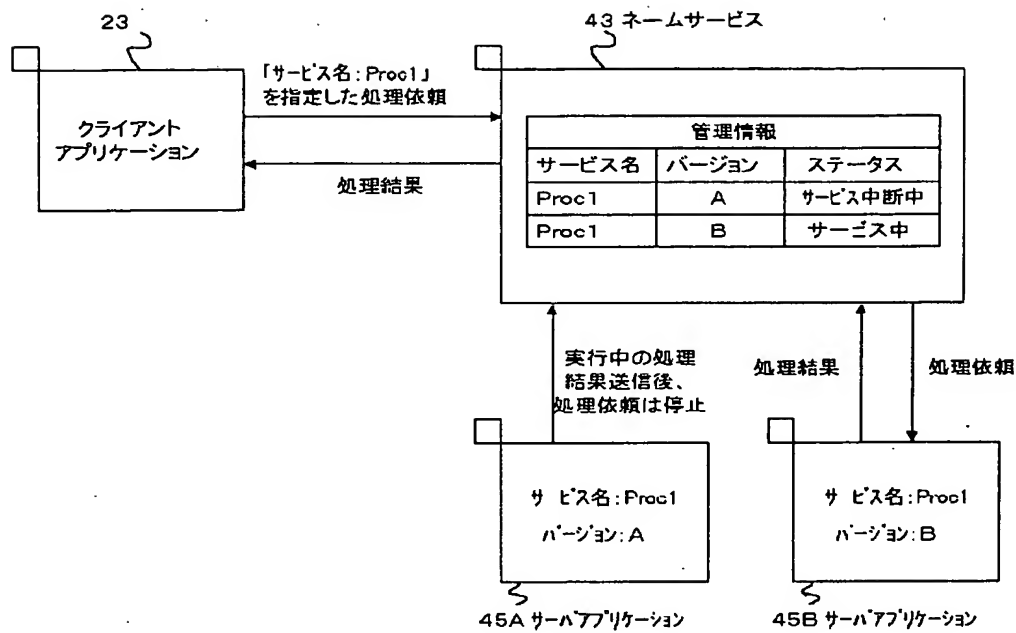 23
43 ネームサービス
「サービス名:Proc1」
を指定した処理依頼
クライアント
アプリケーション
処理結果
管理情報
サービス名 バージョン ステータス
Proc1 A サービス中断中
Proc1 B サービス中
実行中の処理
結果送信後、
処理依頼は停止
処理結果
処理依頼
サービス名:Proc1
バージョン:A
サービス名:Proc1
バージョン:B
45A サーバアプリケーション
45B サーバアプリケーション